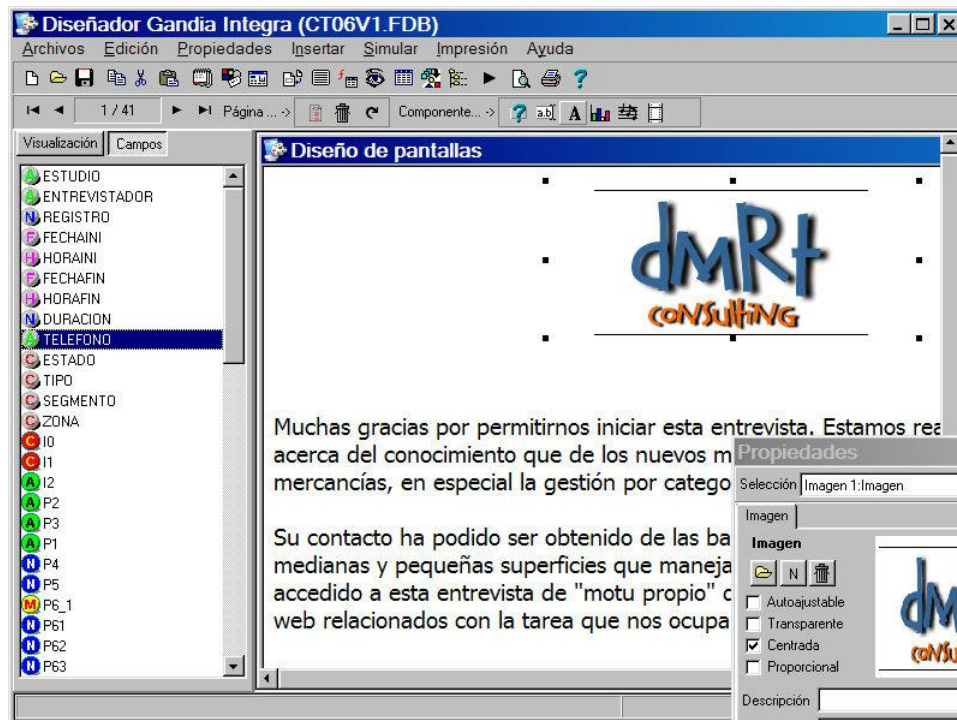 Diseñador Gandia Integra (CT06V1.FDB)
Archivos Edición Propiedades Insertar Simular Impresión Ayuda
1 / 41 Página ... -> Componente... ->
Visualización Campos
Diseño de pantallas
ESTUDIO
ENTREVISTADOR
REGISTRO
FECHAINI
HORAINI
FECHAFIN
HORAFIN
DURACION
TELEFONO
ESTADO
TIPO
SEGMENTO
ZONA
I0
I1
I2
P2
P3
P1
P4
P5
P6_1
P61
P62
P63
dmRt
coNSultiNG
Muchas gracias por permitirnos iniciar esta entrevista. Estamos rea
acerca del conocimiento que de los nuevos m
mercancías, en especial la gestión por catego
Su contacto ha podido ser obtenido de las ba
medianas y pequeñas superficies que maneja
accedido a esta entrevista de "motu propio" c
web relacionados con la tarea que nos ocupa
Propiedades
Selección Imagen 1:Imagen
Imagen
Imagen
N
Autoajustable
Transparente
Centrada
Proporcional
Descripción